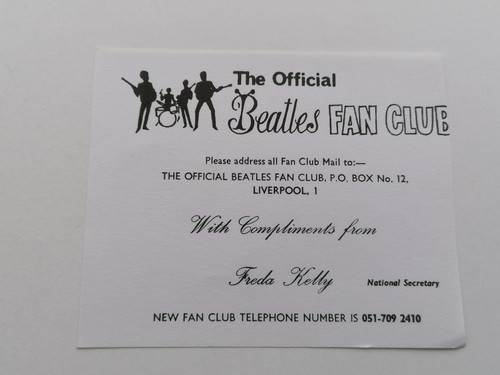 The Official
Beatles FAN CLUB
Please address all Fan Club Mail to:—
THE OFFICIAL BEATLES FAN CLUB, P.O. BOX No. 12,
LIVERPOOL, 1
With Compliments from
Freda Kelly National Secretary
NEW FAN CLUB TELEPHONE NUMBER IS 051-709 2410